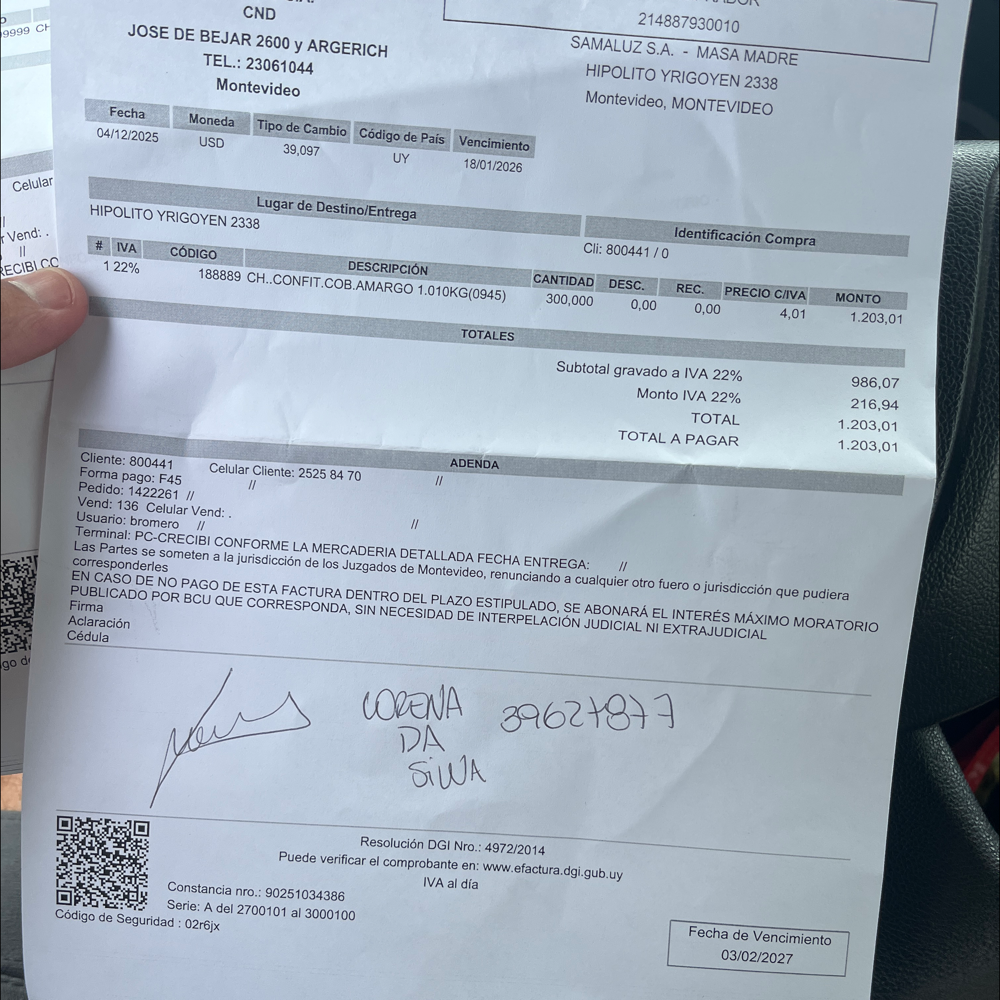 CND
JOSE DE BEJAR 2600 y ARGERICH
TEL.: 23061044
Montevideo
214887930010
SAMALUZ S.A. - MASA MADRE
HIPOLITO YRIGOYEN 2338
Montevideo, MONTEVIDEO
Fecha Moneda Tipo de Cambio Código de País Vencimiento
04/12/2025 USD 39,097 UY 18/01/2026
Lugar de Destino/Entrega Identificación Compra
HIPOLITO YRIGOYEN 2338 Cli: 800441 / 0
# IVA CÓDIGO DESCRIPCIÓN CANTIDAD DESC. REC. PRECIO C/IVA MONTO
1 22% 188889 CH..CONFIT.COB.AMARGO 1.010KG(0945) 300,000 0,00 0,00 4,01 1.203,01
TOTALES
Subtotal gravado a IVA 22% 986,07
Monto IVA 22% 216,94
TOTAL 1.203,01
TOTAL A PAGAR 1.203,01
ADENDA
Cliente: 800441 Celular Cliente: 2525 84 70 //
Forma pago: F45 //
Pedido: 1422261 //
Vend: 136 Celular Vend: .
Usuario: bromero // //
Terminal: PC-CRECIBI CONFORME LA MERCADERIA DETALLADA FECHA ENTREGA: //
Las Partes se someten a la jurisdicción de los Juzgados de Montevideo, renunciando a cualquier otro fuero o jurisdicción que pudiera
corresponderles
EN CASO DE NO PAGO DE ESTA FACTURA DENTRO DEL PLAZO ESTIPULADO, SE ABONARÁ EL INTERÉS MÁXIMO MORATORIO
PUBLICADO POR BCU QUE CORRESPONDA, SIN NECESIDAD DE INTERPELACIÓN JUDICIAL NI EXTRAJUDICIAL
Firma
Aclaración
Cédula
LORENA 39627877
DA
SILVA
Resolución DGI Nro.: 4972/2014
Puede verificar el comprobante en: www.efactura.dgi.gub.uy
IVA al día
Constancia nro.: 90251034386
Serie: A del 2700101 al 3000100
Código de Seguridad : 02r6jx
Fecha de Vencimiento
03/02/2027
9999 CH
Celular
r Vend: .
//
RECIBI CO